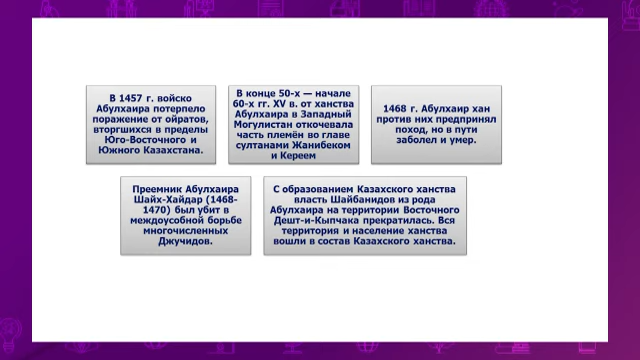 В 1457 г. войско
Абулхаира потерпело
поражение от ойратов,
вторгшихся в пределы
Юго-Восточного и
Южного Казахстана.
В конце 50-х — начале
60-х гг. XV в. от ханства
Абулхаира в Западный
Могулистан откочевала
часть племён во главе
султанами Жанибеком
и Кереем
1468 г. Абулхаир хан
против них предпринял
поход, но в пути
заболел и умер.
Преемник Абулхаира
Шайх-Хайдар (1468-
1470) был убит в
междоусобной борьбе
многочисленных
Джучидов.
С образованием Казахского ханства
власть Шайбанидов из рода
Абулхаира на территории Восточного
Дешт-и-Кыпчака прекратилась. Вся
территория и население ханства
вошли в состав Казахского ханства.